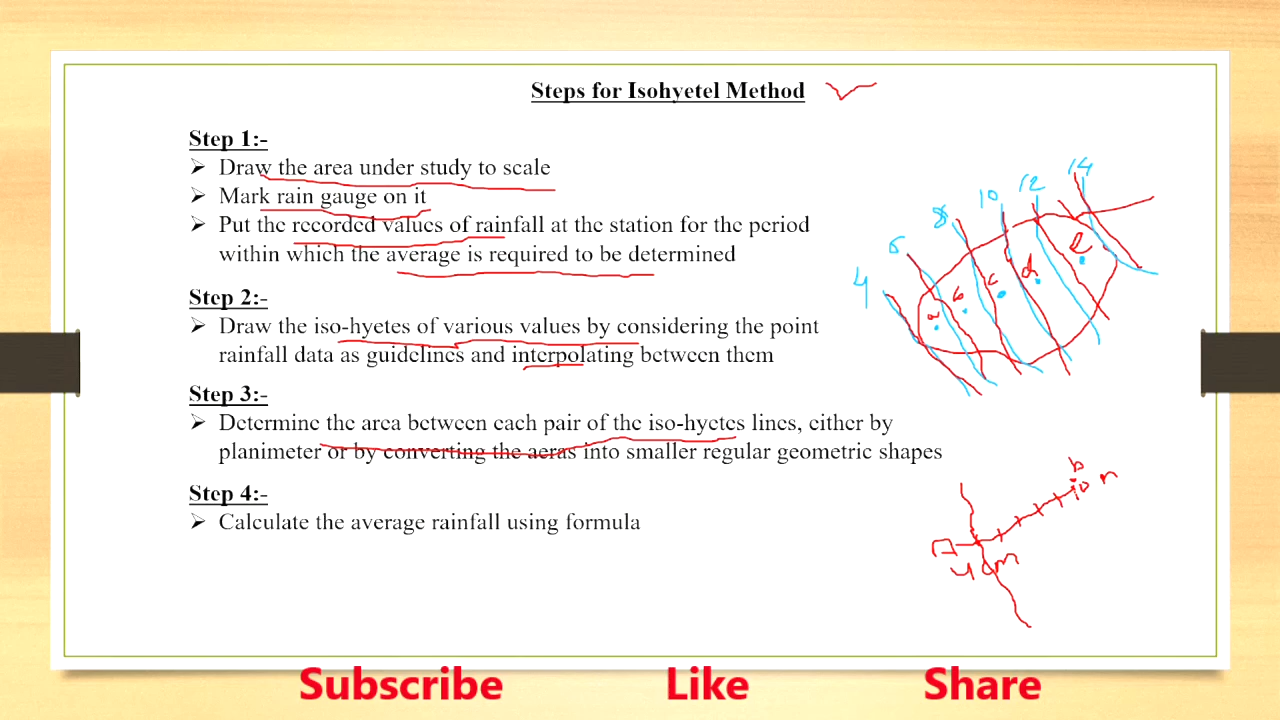 Steps for Isohyetel Method
Step 1:-
➢ Draw the area under study to scale
➢ Mark rain gauge on it
➢ Put the recorded values of rainfall at the station for the period
within which the average is required to be determined
Step 2:-
➢ Draw the iso-hyetes of various values by considering the point
rainfall data as guidelines and interpolating between them
Step 3:-
➢ Determine the area between each pair of the iso-hyetes lines, either by
planimeter or by converting the aeras into smaller regular geometric shapes
Step 4:-
➢ Calculate the average rainfall using formula
4 6 8 10 12 14
a b c d e
b
10
4 cm
Subscribe Like Share